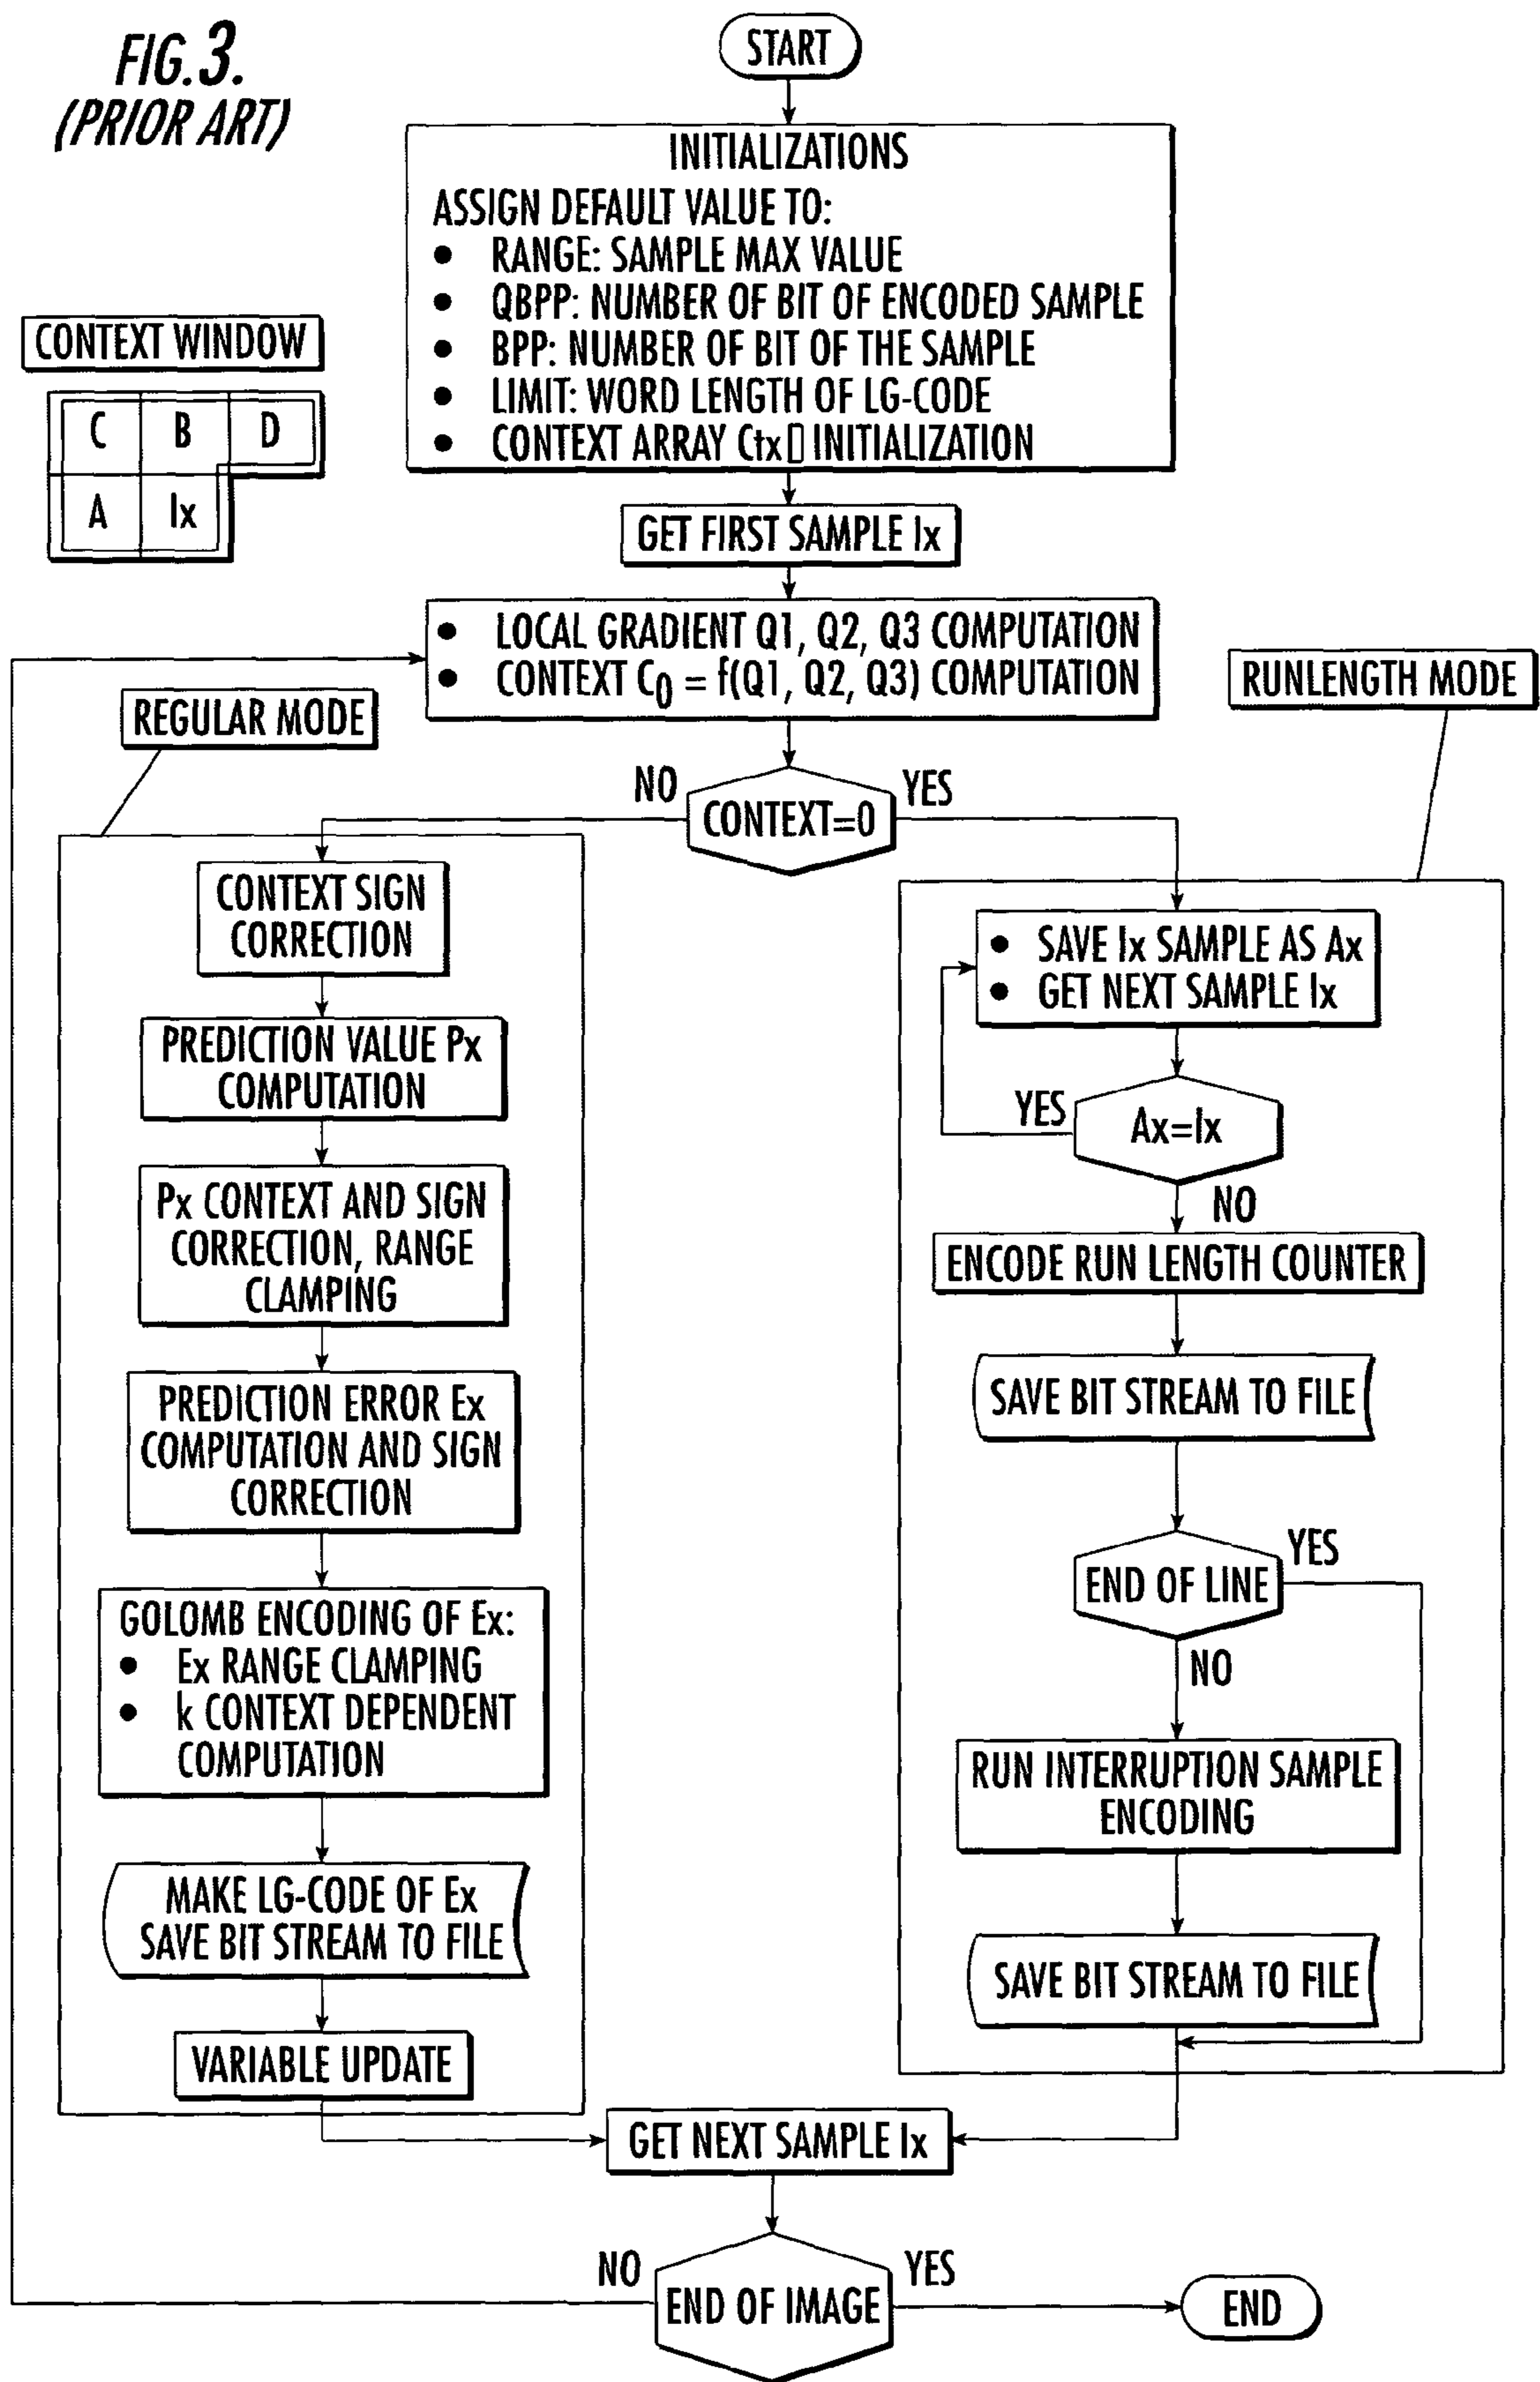 FIG.3.
(PRIOR ART)
START
INITIALIZATIONS
ASSIGN DEFAULT VALUE TO:
• RANGE: SAMPLE MAX VALUE
• QBPP: NUMBER OF BIT OF ENCODED SAMPLE
• BPP: NUMBER OF BIT OF THE SAMPLE
• LIMIT: WORD LENGTH OF LG-CODE
• CONTEXT ARRAY Ctx[] INITIALIZATION
CONTEXT WINDOW
C B D
A Ix
GET FIRST SAMPLE Ix
• LOCAL GRADIENT Q1, Q2, Q3 COMPUTATION
• CONTEXT C0 = f(Q1, Q2, Q3) COMPUTATION
REGULAR MODE
RUNLENGTH MODE
NO
YES
CONTEXT=0
CONTEXT SIGN
CORRECTION
PREDICTION VALUE Px
COMPUTATION
Px CONTEXT AND SIGN
CORRECTION, RANGE
CLAMPING
PREDICTION ERROR Ex
COMPUTATION AND SIGN
CORRECTION
GOLOMB ENCODING OF Ex:
• Ex RANGE CLAMPING
• k CONTEXT DEPENDENT
COMPUTATION
MAKE LG-CODE OF Ex
SAVE BIT STREAM TO FILE
VARIABLE UPDATE
• SAVE Ix SAMPLE AS Ax
• GET NEXT SAMPLE Ix
YES
Ax=Ix
NO
ENCODE RUN LENGTH COUNTER
SAVE BIT STREAM TO FILE
YES
END OF LINE
NO
RUN INTERRUPTION SAMPLE
ENCODING
SAVE BIT STREAM TO FILE
GET NEXT SAMPLE Ix
NO
YES
END OF IMAGE
END